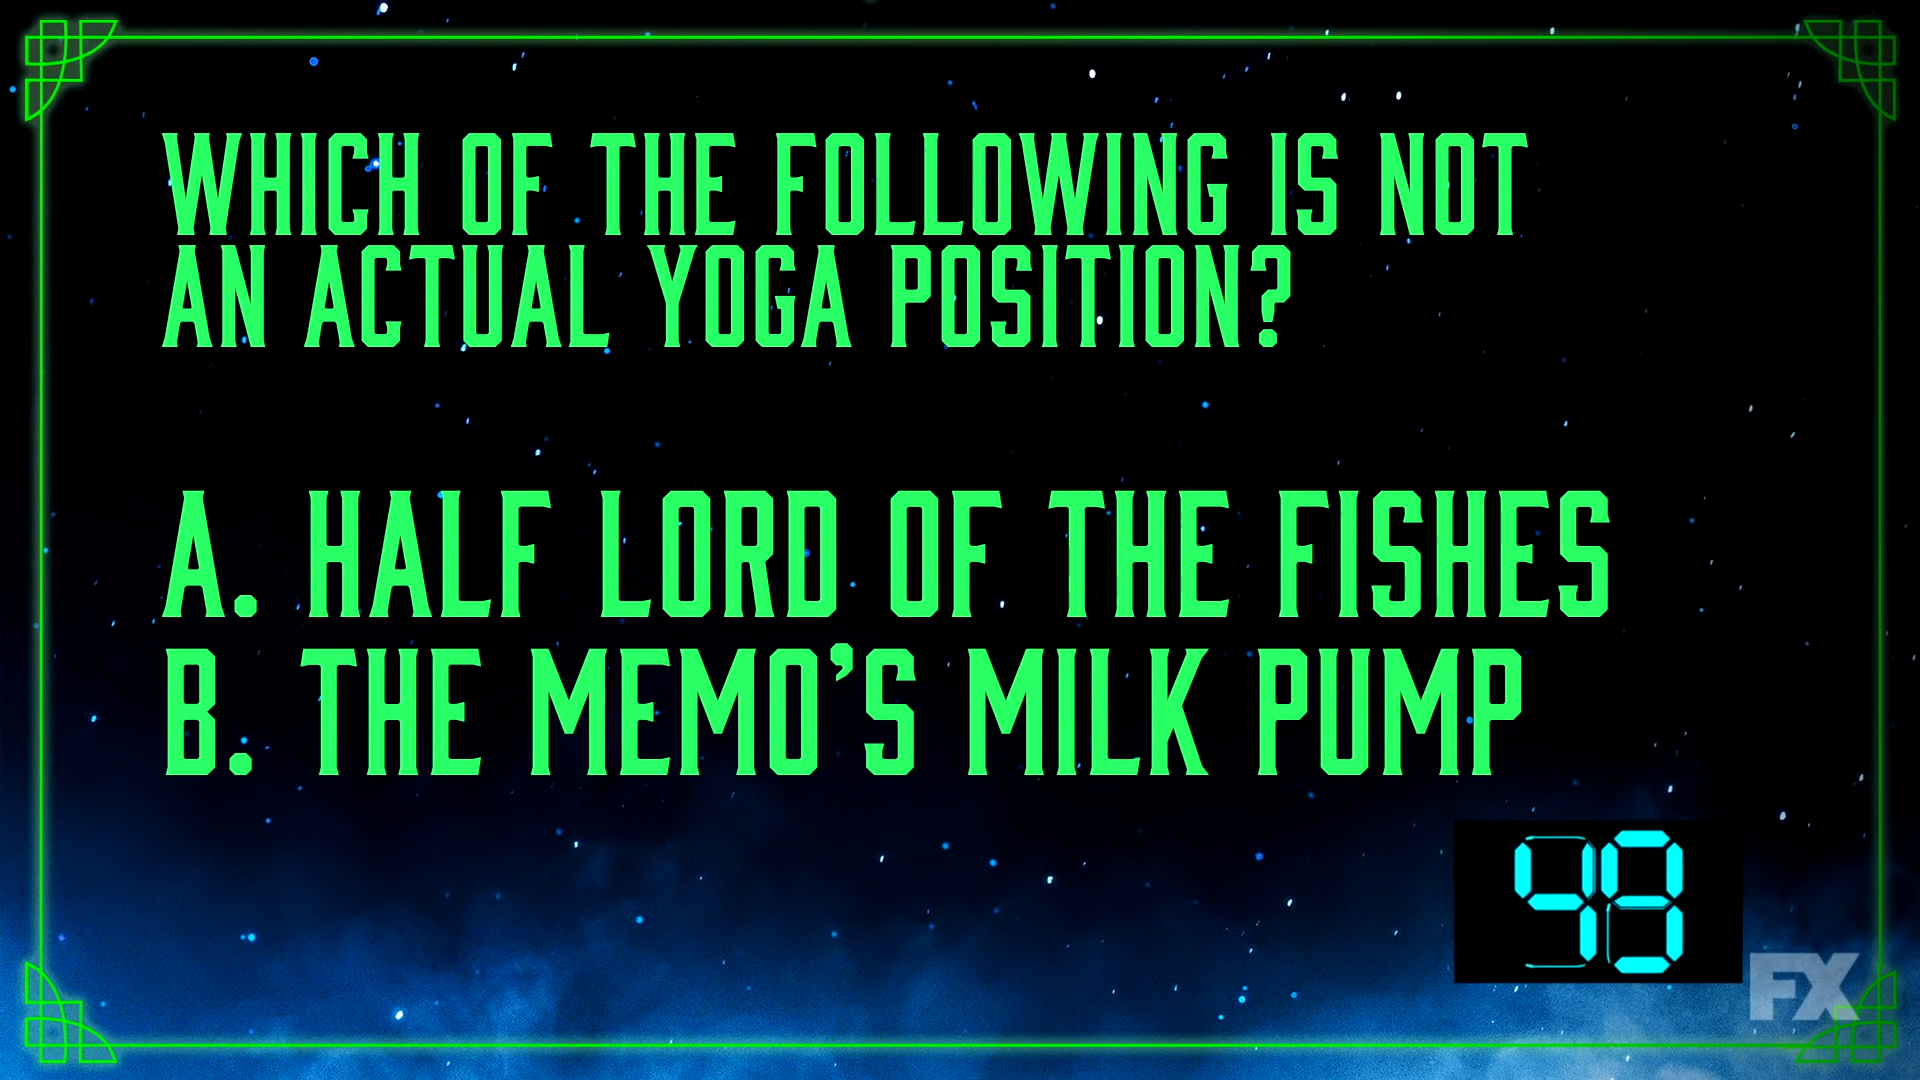 WHICH OF THE FOLLOWING IS NOT
AN ACTUAL YOGA POSITION?
A. HALF LORD OF THE FISHES
B. THE MEMO'S MILK PUMP
49
FX